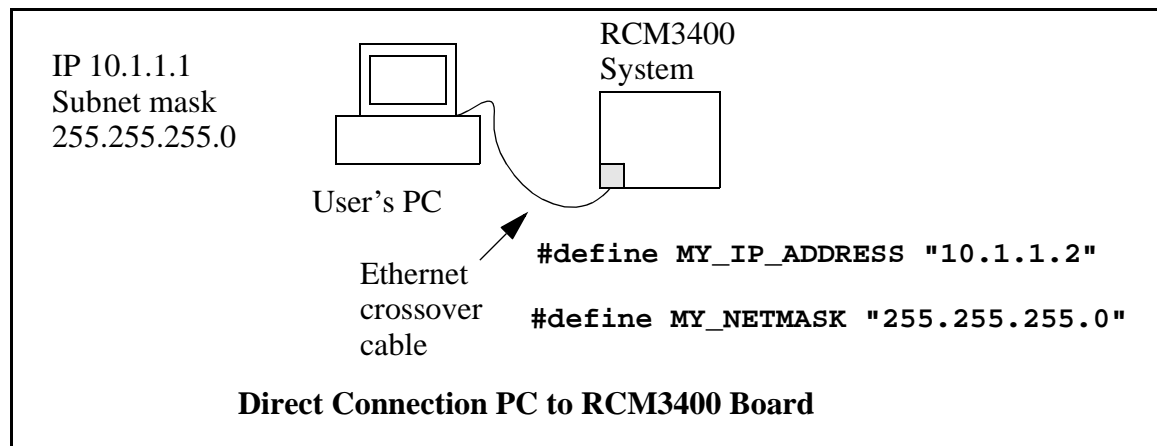 IP 10.1.1.1
Subnet mask
255.255.255.0
RCM3400
System
User’s PC
Ethernet
crossover
cable
#define MY_IP_ADDRESS "10.1.1.2"
#define MY_NETMASK "255.255.255.0"
Direct Connection PC to RCM3400 Board